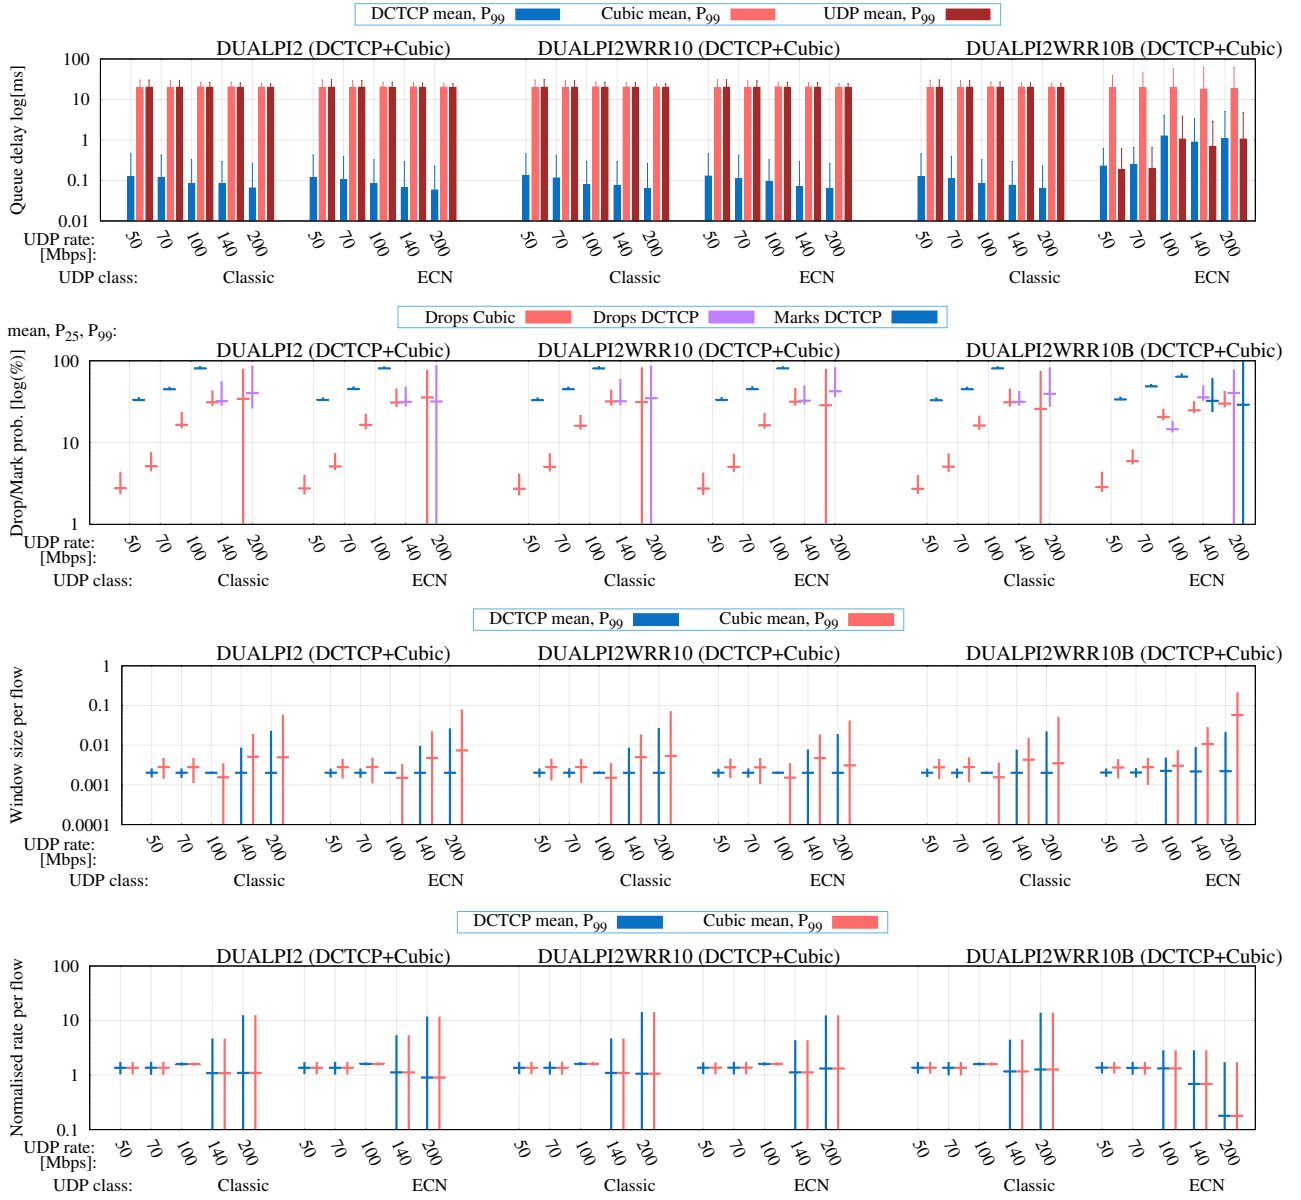 DCTCP mean, P99 Cubic mean, P99 UDP mean, P99
DUALPI2 (DCTCP+Cubic) DUALPI2WRR10 (DCTCP+Cubic) DUALPI2WRR10B (DCTCP+Cubic)
Queue delay log[ms]
100
10
1
0.1
0.01
UDP rate: 50 70 100 140 200 50 70 100 140 200 50 70 100 140 200 50 70 100 140 200 50 70 100 140 200 50 70 100 140 200
[Mbps]:
UDP class: Classic ECN Classic ECN Classic ECN
Drops Cubic Drops DCTCP Marks DCTCP
mean, P25, P99:
DUALPI2 (DCTCP+Cubic) DUALPI2WRR10 (DCTCP+Cubic) DUALPI2WRR10B (DCTCP+Cubic)
Drop/Mark prob. [log(%)]
100
10
1
UDP rate: 50 70 100 140 200 50 70 100 140 200 50 70 100 140 200 50 70 100 140 200 50 70 100 140 200 50 70 100 140 200
[Mbps]:
UDP class: Classic ECN Classic ECN Classic ECN
DCTCP mean, P99 Cubic mean, P99
DUALPI2 (DCTCP+Cubic) DUALPI2WRR10 (DCTCP+Cubic) DUALPI2WRR10B (DCTCP+Cubic)
Window size per flow
1
0.1
0.01
0.001
0.0001
UDP rate: 50 70 100 140 200 50 70 100 140 200 50 70 100 140 200 50 70 100 140 200 50 70 100 140 200 50 70 100 140 200
[Mbps]:
UDP class: Classic ECN Classic ECN Classic ECN
DCTCP mean, P99 Cubic mean, P99
DUALPI2 (DCTCP+Cubic) DUALPI2WRR10 (DCTCP+Cubic) DUALPI2WRR10B (DCTCP+Cubic)
Normalised rate per flow
100
10
1
0.1
UDP rate: 50 70 100 140 200 50 70 100 140 200 50 70 100 140 200 50 70 100 140 200 50 70 100 140 200 50 70 100 140 200
[Mbps]:
UDP class: Classic ECN Classic ECN Classic ECN